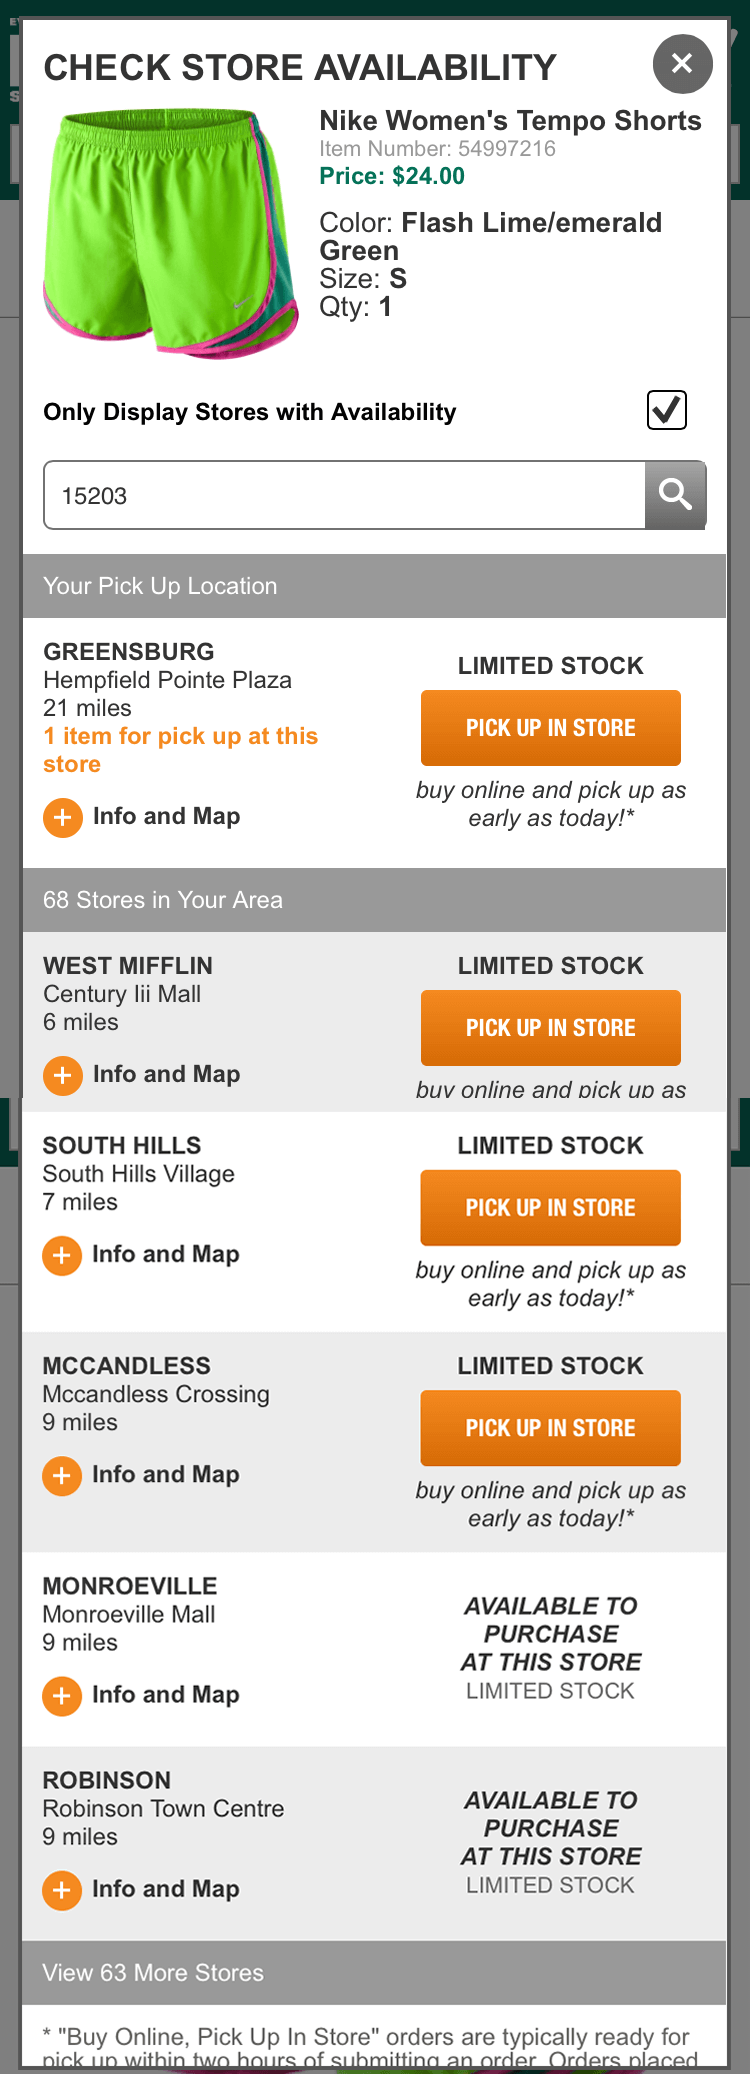 CHECK STORE AVAILABILITY
Nike Women's Tempo Shorts
Item Number: 54997216
Price: $24.00
Color: Flash Lime/emerald
Green
Size: S
Qty: 1
Only Display Stores with Availability
15203
Your Pick Up Location
GREENSBURG
Hempfield Pointe Plaza
21 miles
1 item for pick up at this
store
Info and Map
LIMITED STOCK
PICK UP IN STORE
buy online and pick up as
early as today!*
68 Stores in Your Area
WEST MIFFLIN
Century Iii Mall
6 miles
Info and Map
LIMITED STOCK
PICK UP IN STORE
buy online and pick up as
SOUTH HILLS
South Hills Village
7 miles
Info and Map
LIMITED STOCK
PICK UP IN STORE
buy online and pick up as
early as today!*
MCCANDLESS
Mccandless Crossing
9 miles
Info and Map
LIMITED STOCK
PICK UP IN STORE
buy online and pick up as
early as today!*
MONROEVILLE
Monroeville Mall
9 miles
Info and Map
AVAILABLE TO
PURCHASE
AT THIS STORE
LIMITED STOCK
ROBINSON
Robinson Town Centre
9 miles
Info and Map
AVAILABLE TO
PURCHASE
AT THIS STORE
LIMITED STOCK
View 63 More Stores
* "Buy Online, Pick Up In Store" orders are typically ready for
pick up within two hours of submitting an order. Orders placed